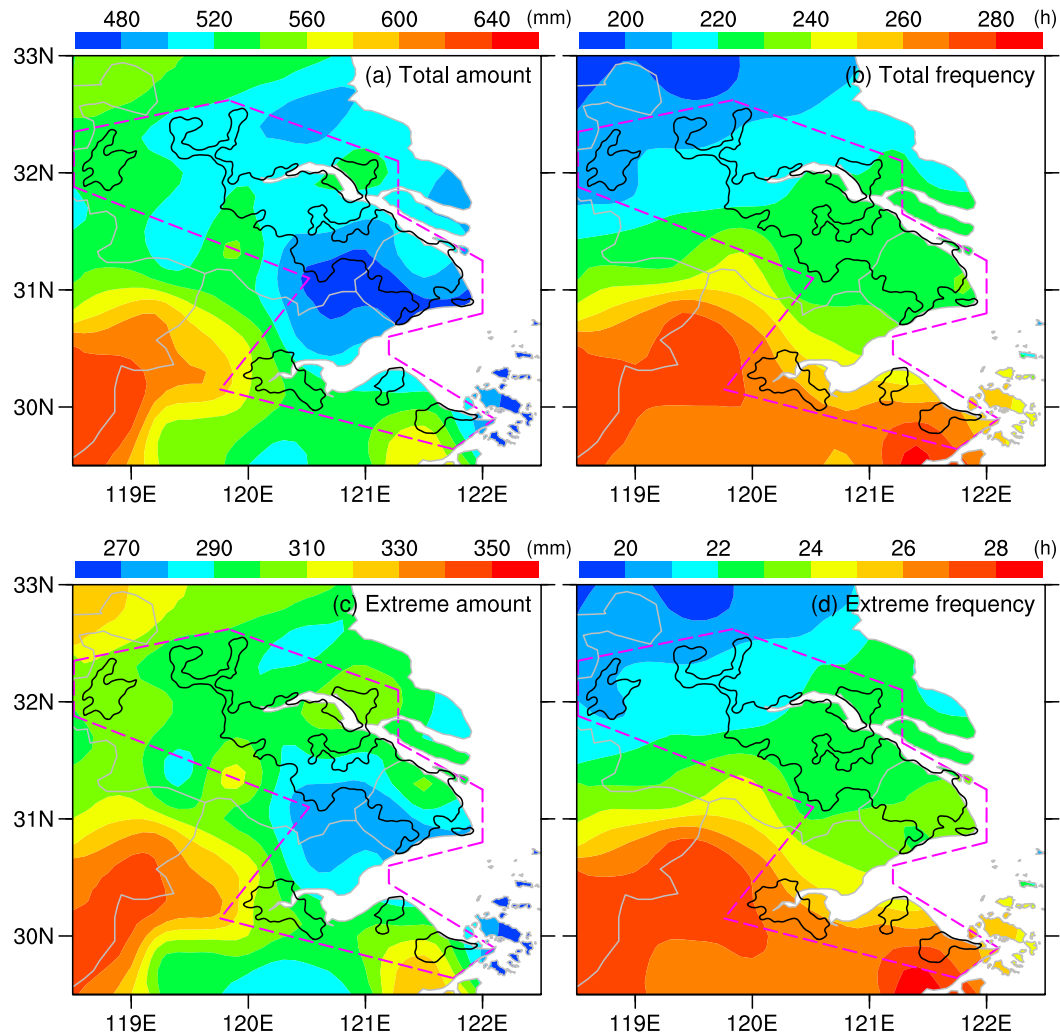 480 520 560 600 640 (mm)
200 220 240 260 280 (h)
33N
(a) Total amount
(b) Total frequency
32N
31N
30N
119E 120E 121E 122E
119E 120E 121E 122E
270 290 310 330 350 (mm)
20 22 24 26 28 (h)
33N
(c) Extreme amount
(d) Extreme frequency
32N
31N
30N
119E 120E 121E 122E
119E 120E 121E 122E